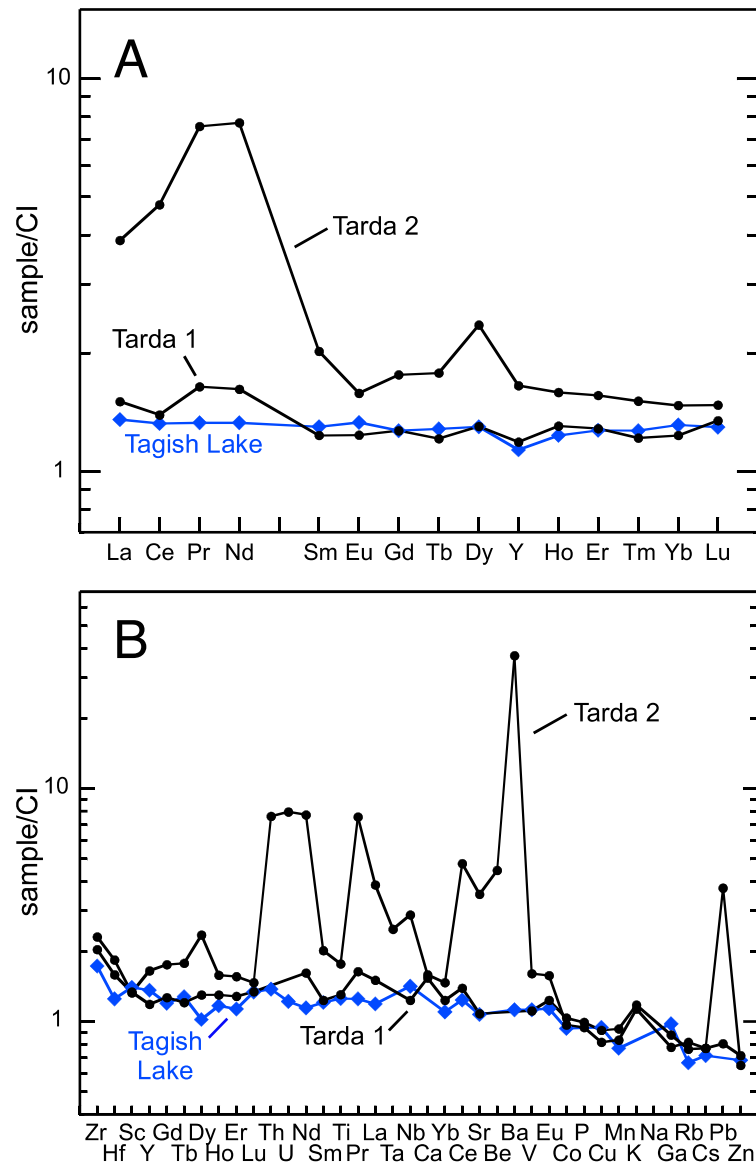 A
10
sample/CI
Tarda 2
Tarda 1
Tagish Lake
1
La Ce Pr Nd Sm Eu Gd Tb Dy Y Ho Er Tm Yb Lu
B
Tarda 2
10
sample/CI
1
Tagish
Lake
Tarda 1
Zr Sc Gd Dy Er Th Nd Ti La Nb Yb Sr Ba Eu P Mn Na Rb Pb
Hf Y Tb Ho Lu U Sm Pr Ta Ca Ce Be V Co Cu K Ga Cs Zn